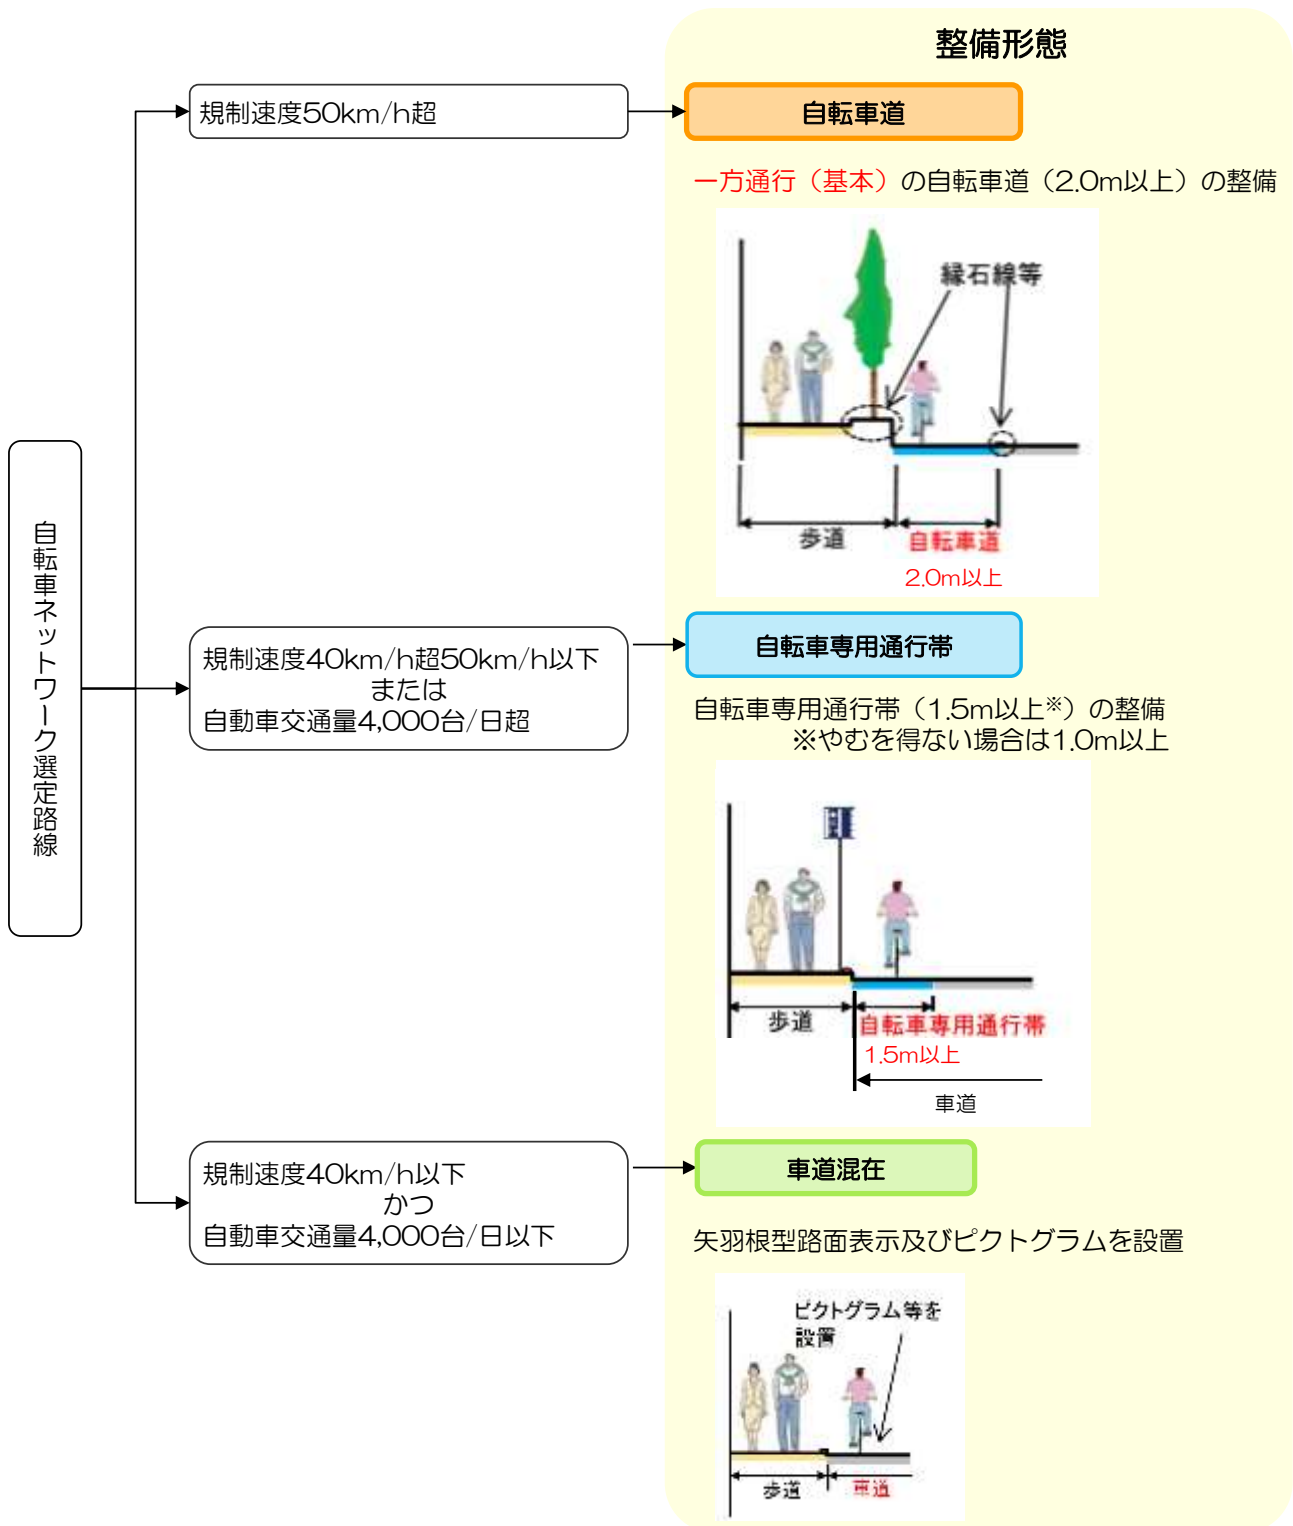 整備形態
規制速度50km/h超
自転車道
一方通行（基本）の自転車道（2.0m以上）の整備
縁石線等
歩道
自転車道
2.0m以上
自転車ネットワーク選定路線
規制速度40km/h超50km/h以下
または
自動車交通量4,000台/日超
自転車専用通行帯
自転車専用通行帯（1.5m以上※）の整備
※やむを得ない場合は1.0m以上
歩道
自転車専用通行帯
1.5m以上
車道
規制速度40km/h以下
かつ
自動車交通量4,000台/日以下
車道混在
矢羽根型路面表示及びピクトグラムを設置
ピクトグラム等を
設置
歩道
車道